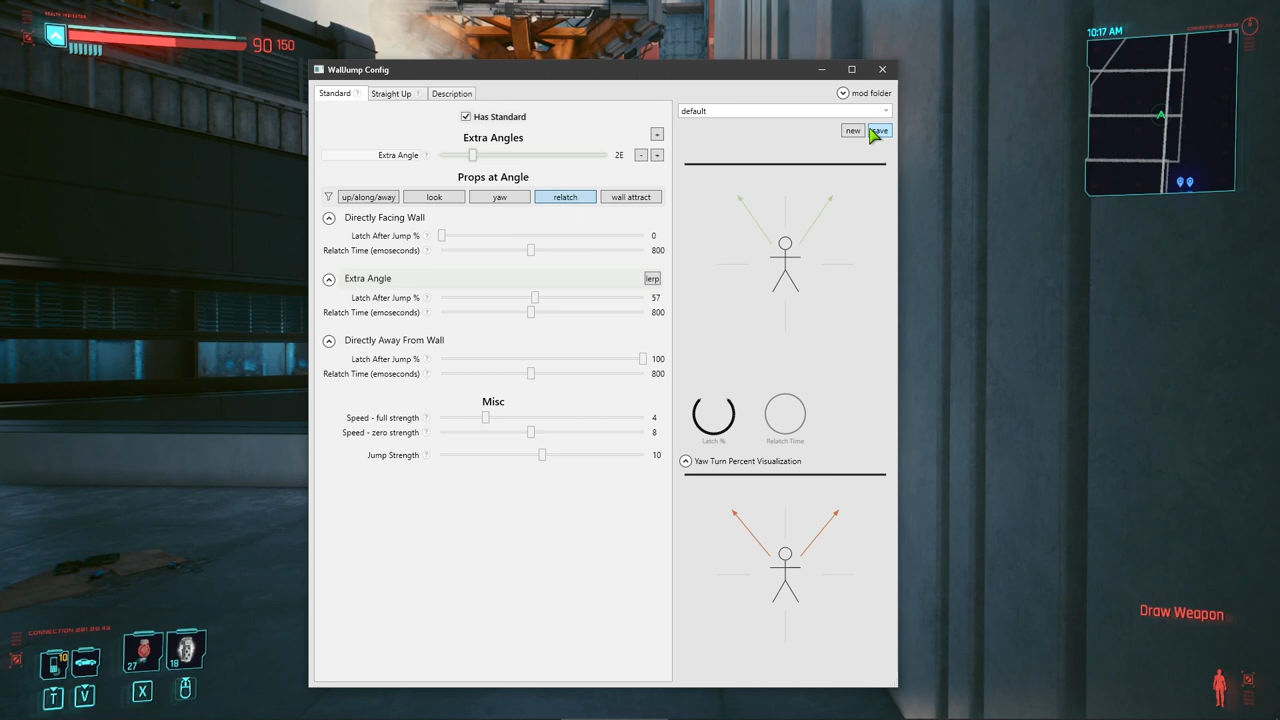 HEALTH INDICATOR
90 150
10:17 AM
WallJump Config
Standard ? Straight Up ? Description
mod folder
default
new save
Has Standard
Extra Angles +
Extra Angle ? 2E - +
Props at Angle
up/along/away look yaw relatch wall attract
Directly Facing Wall
Latch After Jump % ? 0
Relatch Time (emoseconds) ? 800
Extra Angle lerp
Latch After Jump % ? 57
Relatch Time (emoseconds) ? 800
Directly Away From Wall
Latch After Jump % ? 100
Relatch Time (emoseconds) ? 800
Misc
Speed - full strength ? 4
Speed - zero strength ? 8
Jump Strength ? 10
Latch % Relatch Time
Yaw Turn Percent Visualization
Draw Weapon
10
27
18
T V X